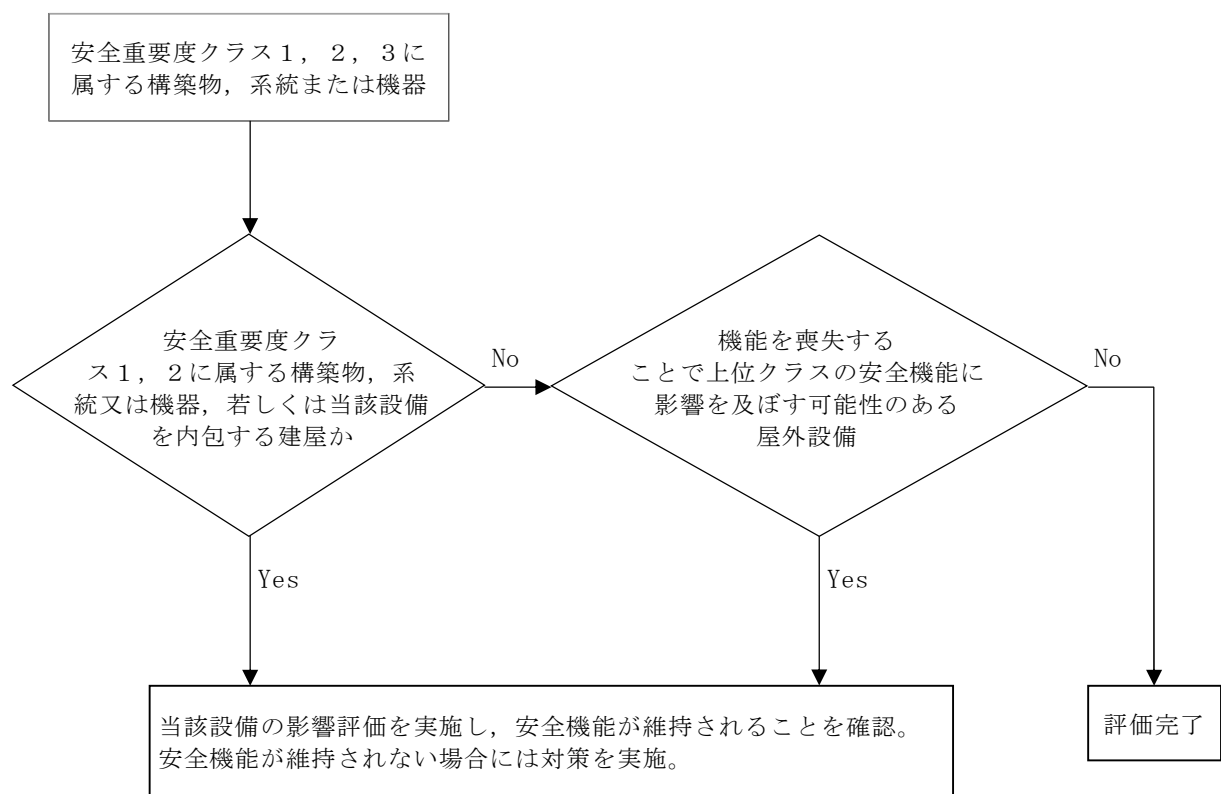 安全重要度クラス１，２，３に
属する構築物，系統または機器
安全重要度クラ
ス１，２に属する構築物，系
統又は機器，若しくは当該設備
を内包する建屋か
No
機能を喪失する
ことで上位クラスの安全機能に
影響を及ぼす可能性のある
屋外設備
No
Yes
Yes
当該設備の影響評価を実施し，安全機能が維持されることを確認。
安全機能が維持されない場合には対策を実施。
評価完了